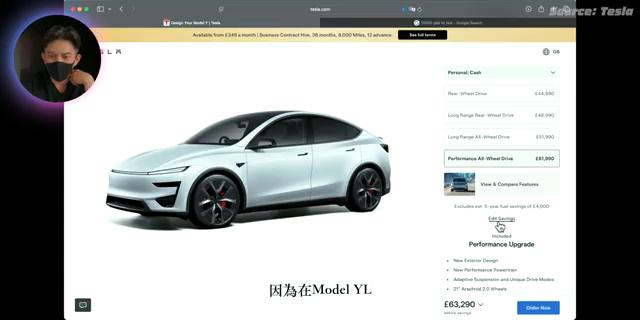 Source: Tesla
tesla.com
Design Your Model Y | Tesla
Google Search
Available from £349 a month | Business Contract Hire, 36 months, 8,000 Miles, 12 advance.
See full terms
GB
Personal: Cash
Rear-Wheel Drive £44,990
Long Range Rear-Wheel Drive £48,990
Long Range All-Wheel Drive £51,990
Performance All-Wheel Drive £61,990
View & Compare Features
Excludes est. 5-year fuel savings of £4,000
Edit Savings
Included
Performance Upgrade
New Exterior Design
New Performance Powertrain
Adaptive Suspension and Unique Drive Modes
21" Arachnid 2.0 Wheels
因為在Model YL
£63,290
before savings
Order Now